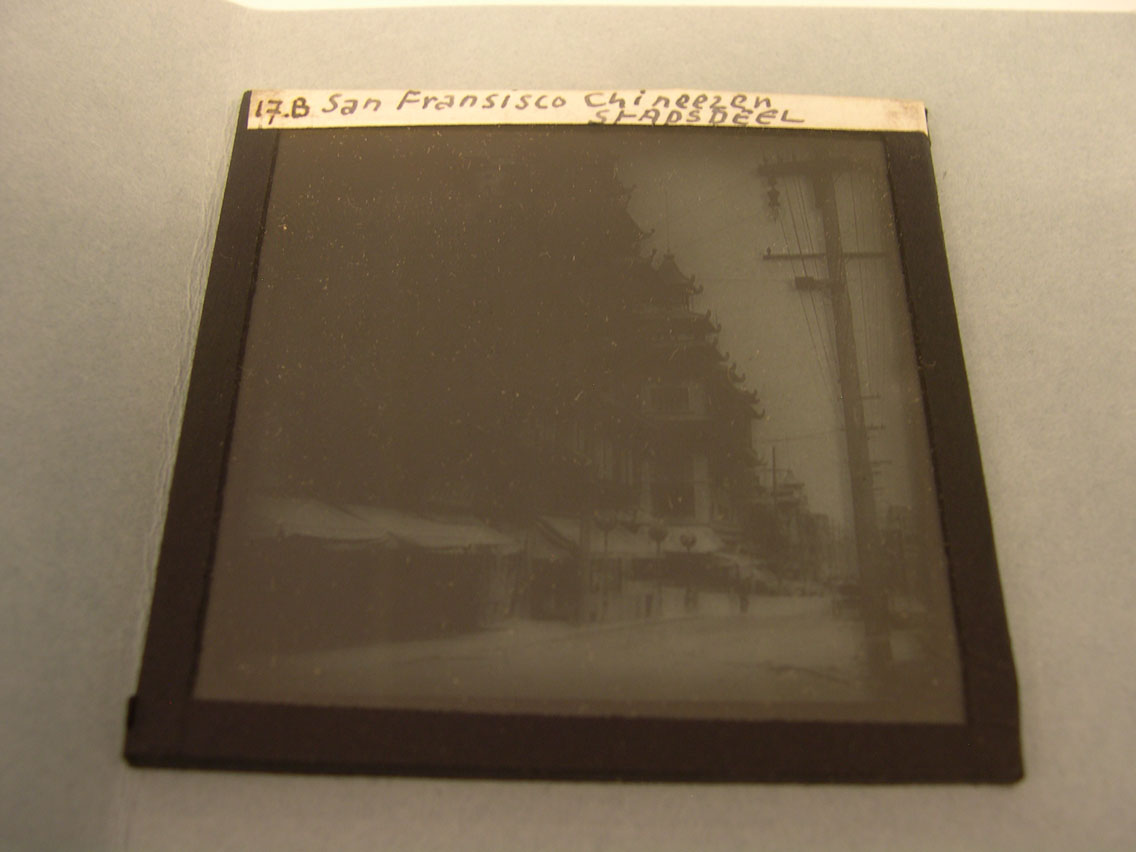 17.B San Fransisco Chineezen
STADSDEEL